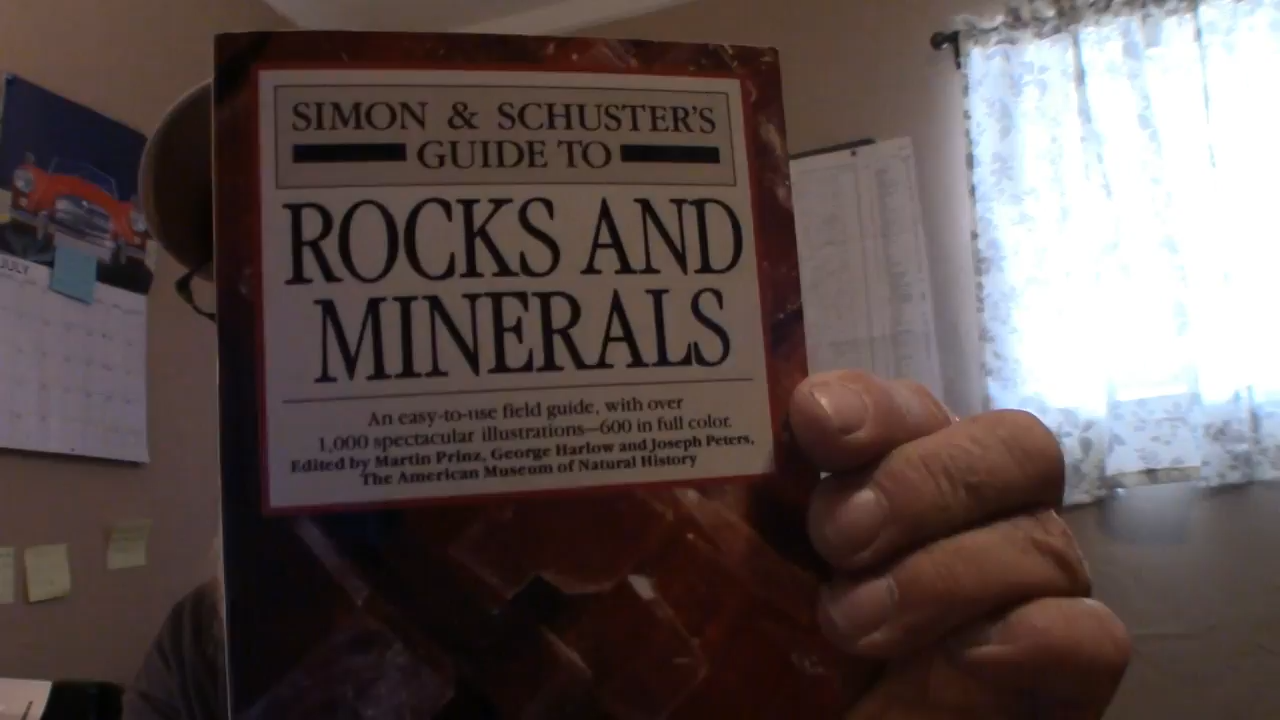 SIMON & SCHUSTER'S
GUIDE TO
ROCKS AND
MINERALS
An easy-to-use field guide, with over
1,000 spectacular illustrations—600 in full color.
Edited by Martin Prinz, George Harlow and Joseph Peters,
The American Museum of Natural History
JULY